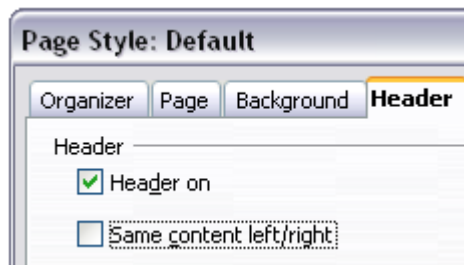 Page Style: Default
Organizer Page Background Header
Header
Header on
Same content left/right